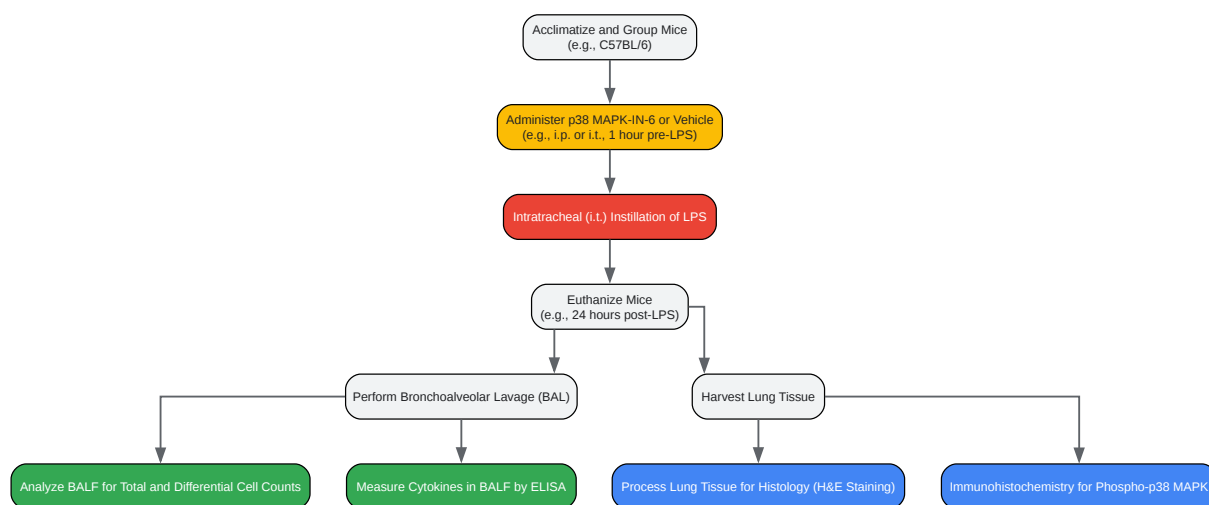 Acclimatize and Group Mice
(e.g., C57BL/6)
Administer p38 MAPK-IN-6 or Vehicle
(e.g., i.p. or i.t., 1 hour pre-LPS)
Intratracheal (i.t.) Instillation of LPS
Euthanize Mice
(e.g., 24 hours post-LPS)
Perform Bronchoalveolar Lavage (BAL)
Harvest Lung Tissue
Analyze BALF for Total and Differential Cell Counts
Measure Cytokines in BALF by ELISA
Process Lung Tissue for Histology (H&E Staining)
Immunohistochemistry for Phospho-p38 MAPK